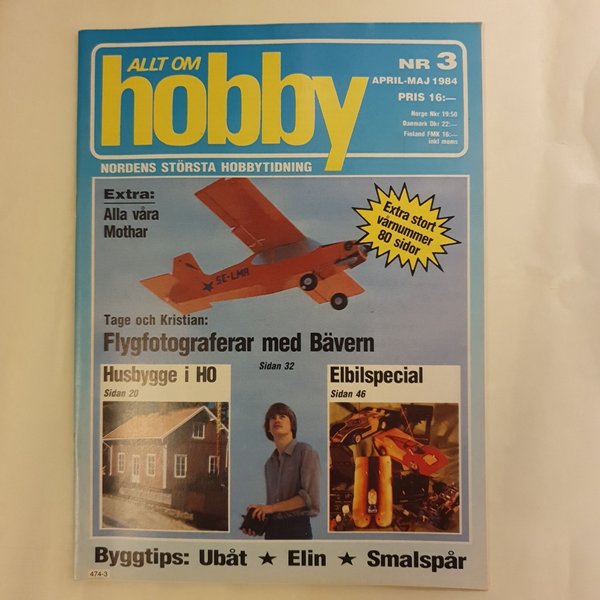 ALLT OM
hobby
NR 3
APRIL-MAJ 1984
PRIS 16:—
Norge Nkr 19:50
Danmark Dkr 22:—
Finland FMK 16:—
inkl moms
NORDENS STÖRSTA HOBBYTIDNING
Extra:
Alla våra
Mothar
Extra stort
vårnummer
80 sidor
SE-LMA
Tage och Kristian:
Flygfotograferar med Bävern
Sidan 32
Husbygge i HO
Sidan 20
Elbilspecial
Sidan 46
Byggtips: Ubåt ★ Elin ★ Smalspår
474-3